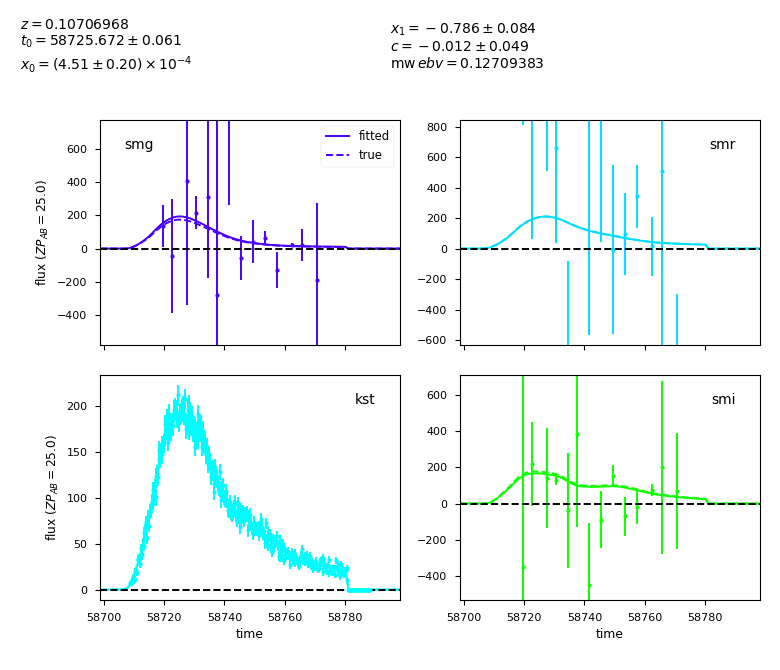 z = 0.10706968
t0 = 58725.672 ± 0.061
x0 = (4.51 ± 0.20) × 10⁻⁴
x1 = −0.786 ± 0.084
c = −0.012 ± 0.049
mw ebv = 0.12709383
smg
fitted
true
600
400
200
0
−200
−400
flux (ZP_AB = 25.0)
smr
800
600
400
200
0
−200
−400
−600
kst
200
150
100
50
0
flux (ZP_AB = 25.0)
58700 58720 58740 58760 58780
time
smi
600
400
200
0
−200
−400
58700 58720 58740 58760 58780
time